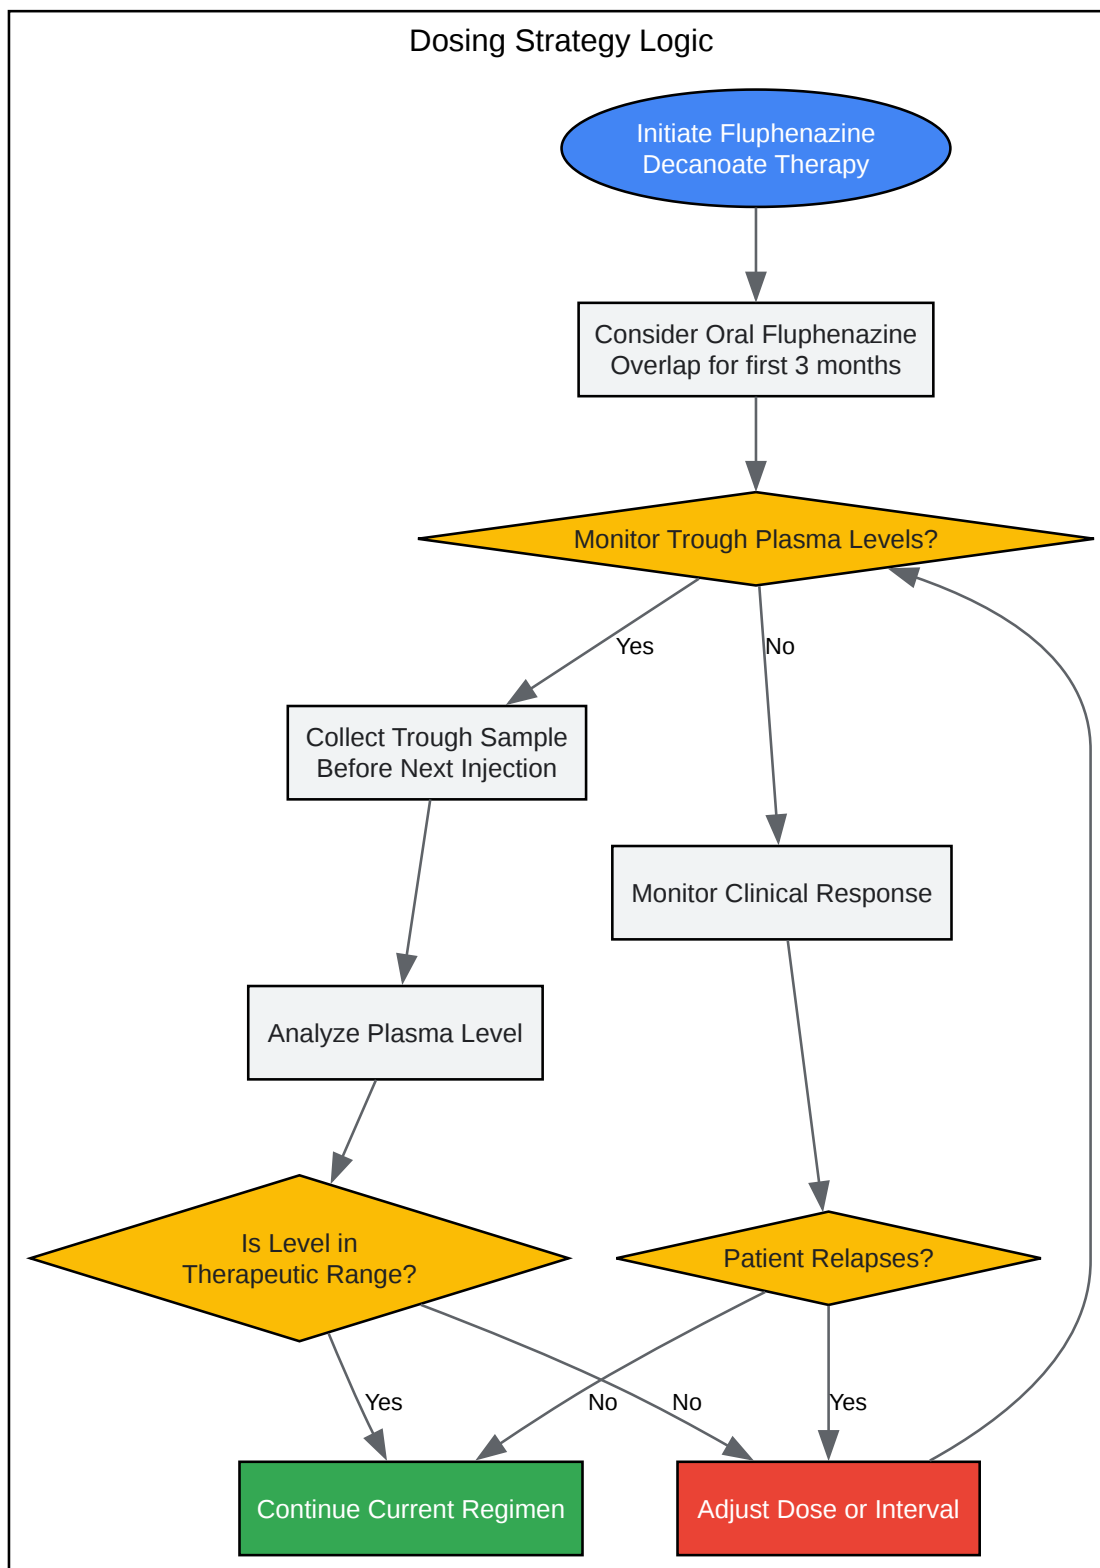 Dosing Strategy Logic
Initiate Fluphenazine
Decanoate Therapy
Consider Oral Fluphenazine
Overlap for first 3 months
Monitor Trough Plasma Levels?
Yes
No
Collect Trough Sample
Before Next Injection
Monitor Clinical Response
Analyze Plasma Level
Is Level in
Therapeutic Range?
Patient Relapses?
Yes
No
No
Yes
Continue Current Regimen
Adjust Dose or Interval